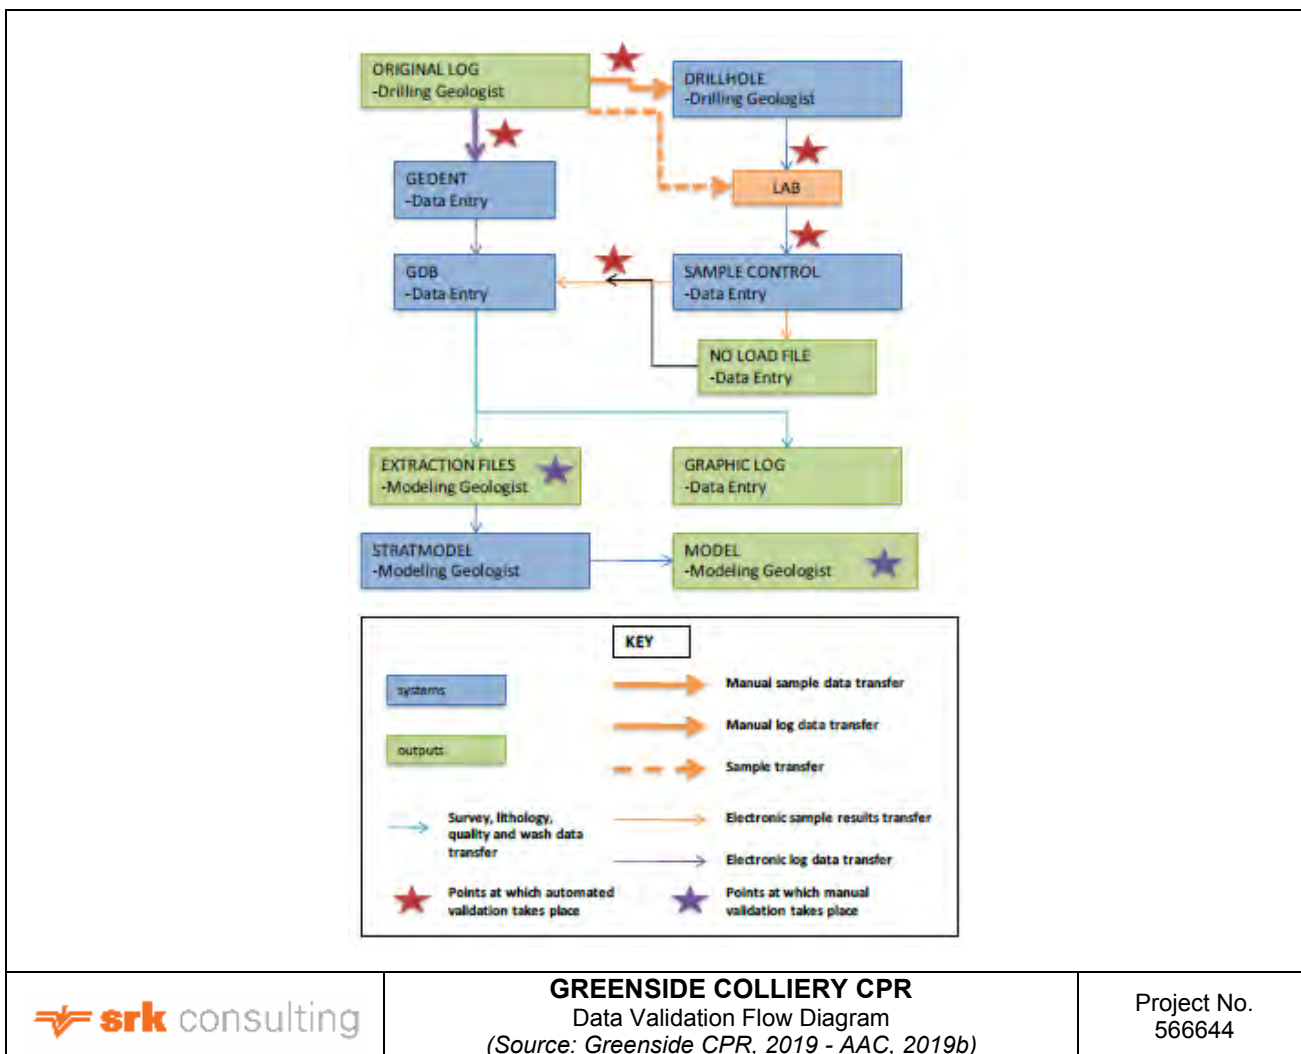 ORIGINAL LOG
-Drilling Geologist
DRILLHOLE
-Drilling Geologist
GEDENT
-Data Entry
LAB
GDB
-Data Entry
SAMPLE CONTROL
-Data Entry
NO LOAD FILE
-Data Entry
EXTRACTION FILES
-Modeling Geologist
GRAPHIC LOG
-Data Entry
STRATMODEL
-Modeling Geologist
MODEL
-Modeling Geologist
KEY
systems
outputs
Manual sample data transfer
Manual log data transfer
Sample transfer
Survey, lithology,
quality and wash data
transfer
Electronic sample results transfer
Electronic log data transfer
Points at which automated
validation takes place
Points at which manual
validation takes place
srk consulting
GREENSIDE COLLIERY CPR
Data Validation Flow Diagram
(Source: Greenside CPR, 2019 - AAC, 2019b)
Project No.
566644